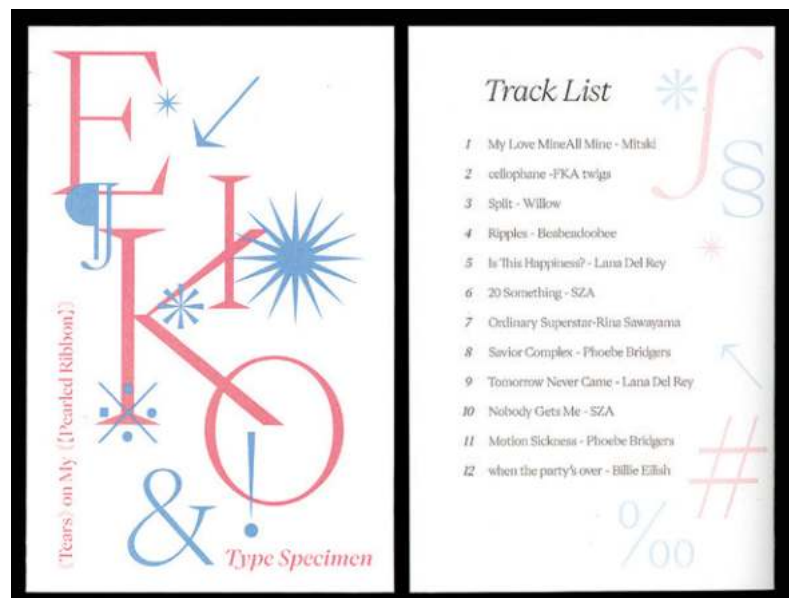 E
I
K
O
¶
※
&
!
《Tears》 on My 《[Pearled Ribbon]》
Type Specimen
Track List
1 My Love MineAll Mine - Mitski
2 cellophane -FKA twigs
3 Split - Willow
4 Ripples - Beabeadoobee
5 Is This Happiness? - Lana Del Rey
6 20 Something - SZA
7 Ordinary Superstar-Rina Sawayama
8 Savior Complex - Phoebe Bridgers
9 Tomorrow Never Came - Lana Del Rey
10 Nobody Gets Me - SZA
11 Motion Sickness - Phoebe Bridgers
12 when the party's over - Billie Eilish
§
#
‰